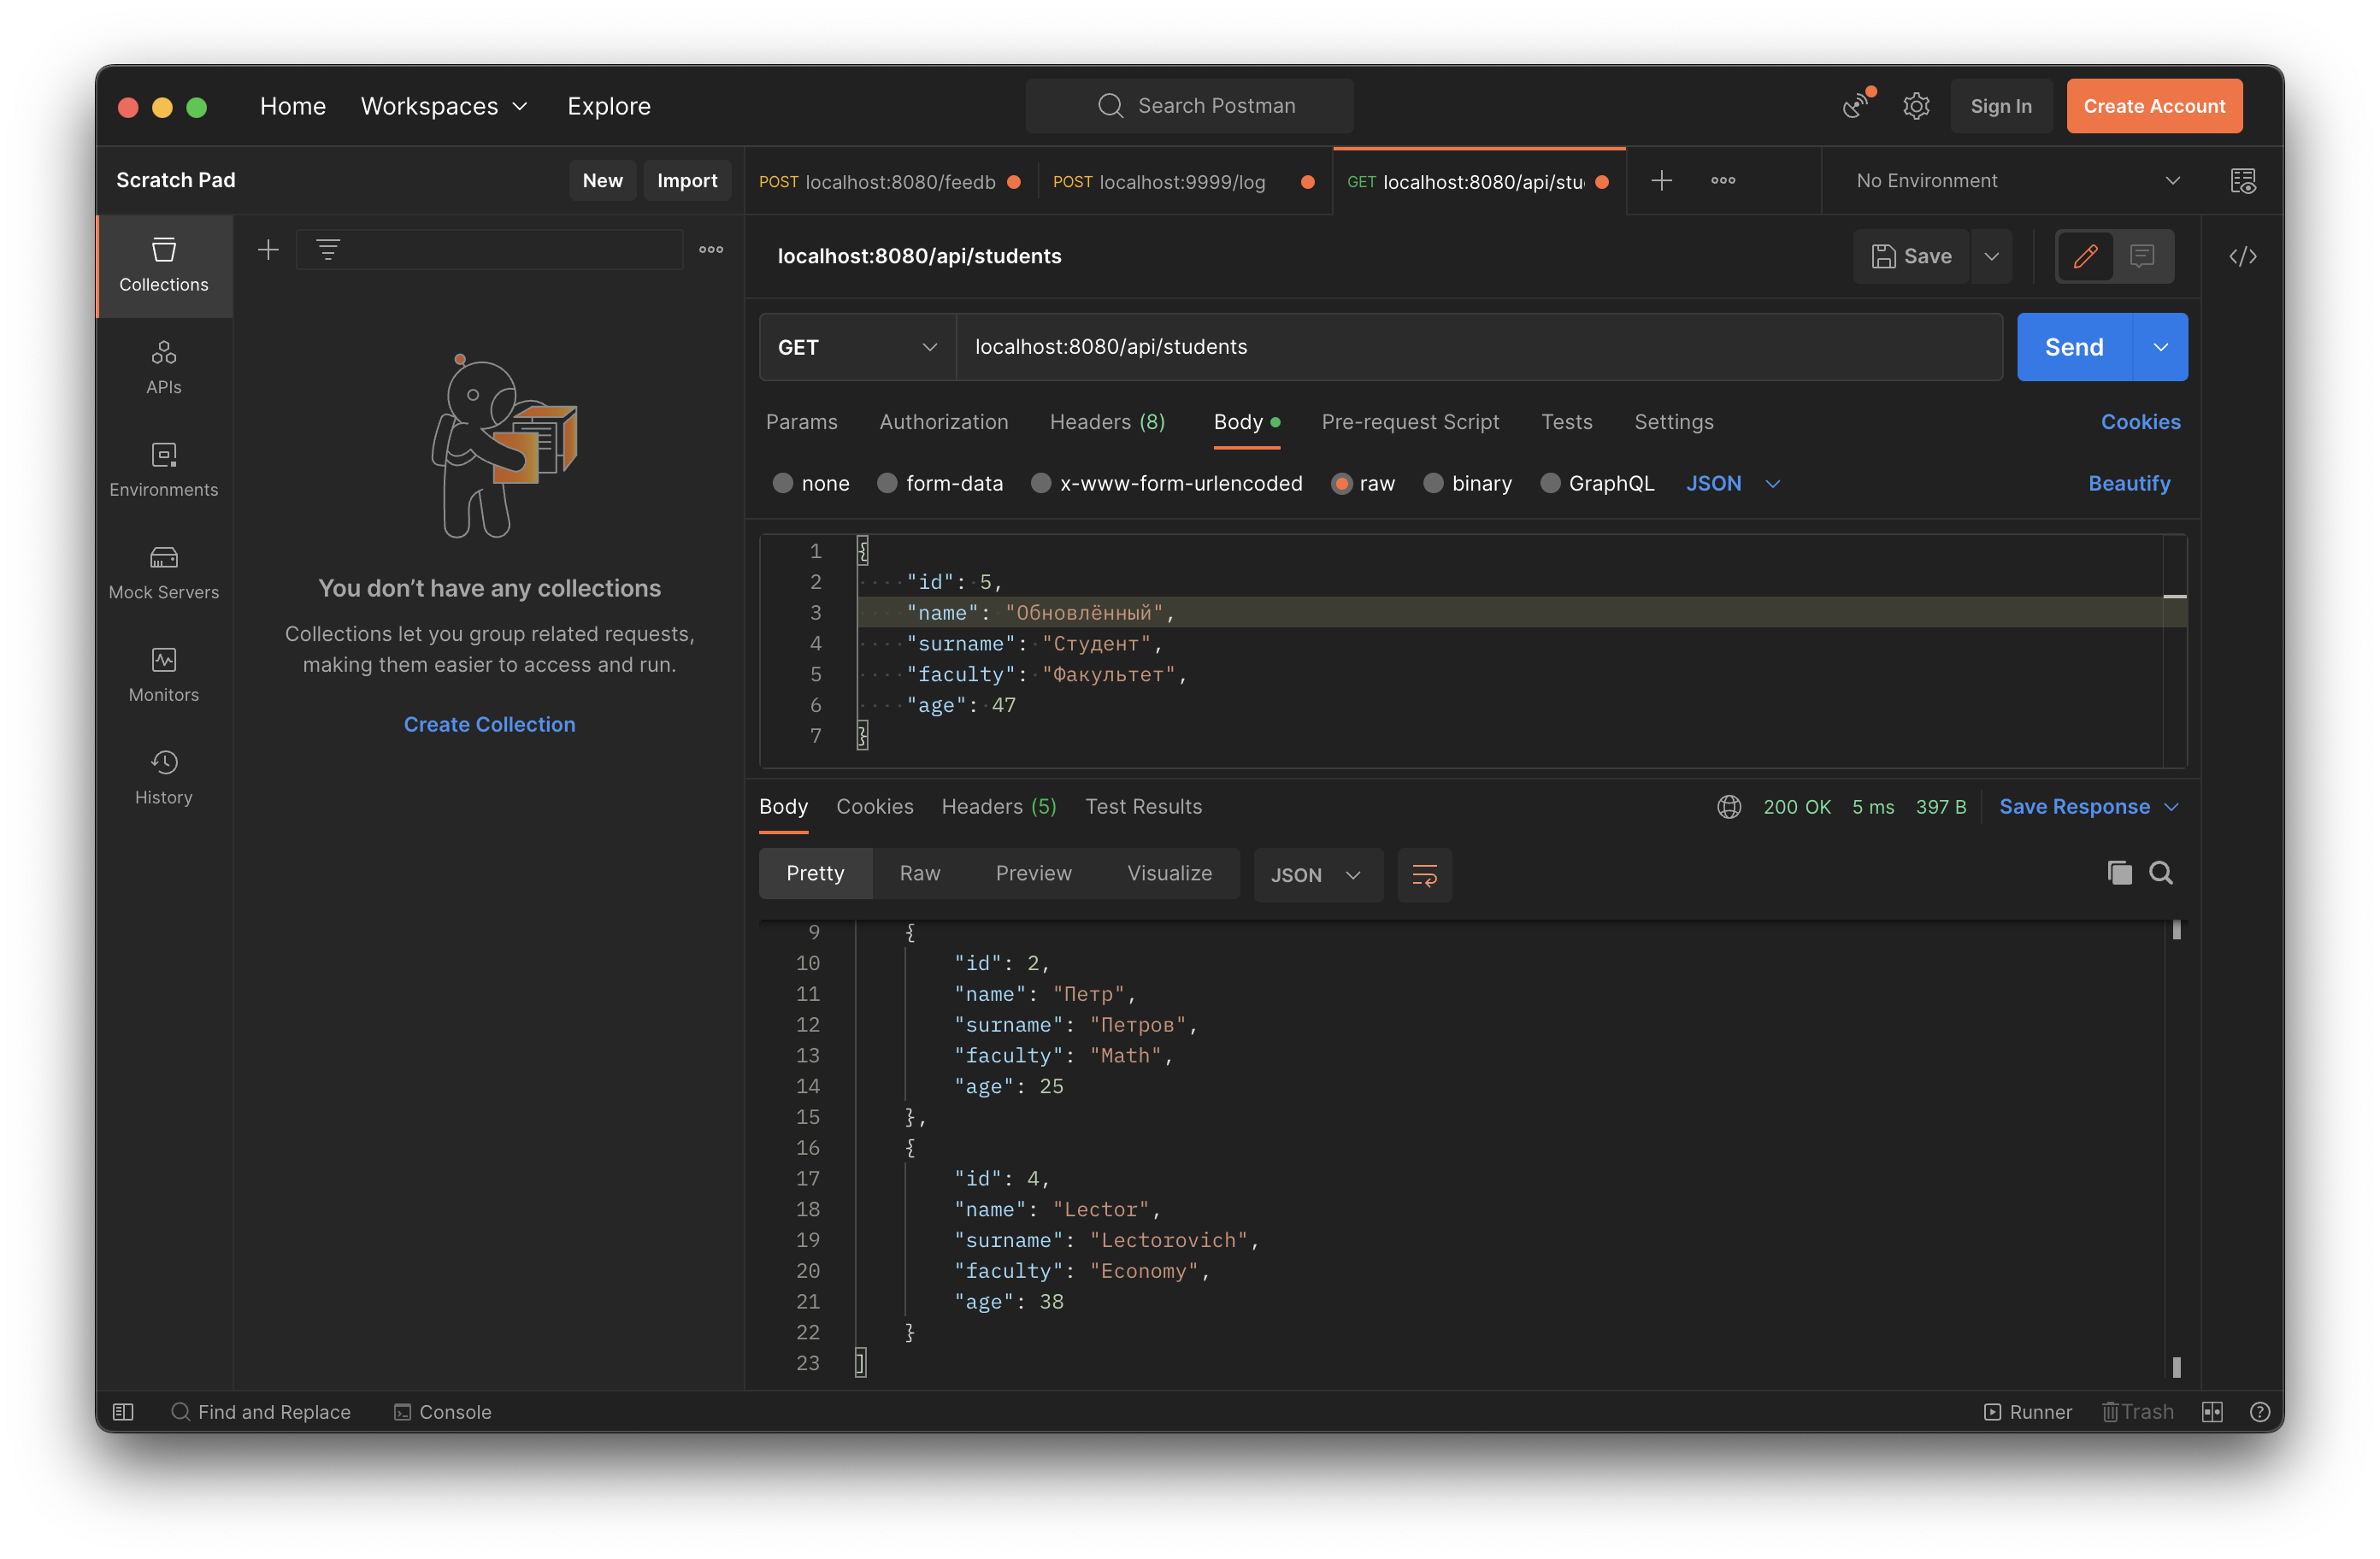 Home Workspaces Explore Search Postman Sign In Create Account
Scratch Pad New Import
POST localhost:8080/feedb POST localhost:9999/log GET localhost:8080/api/stu No Environment
Collections
APIs
Environments
Mock Servers
Monitors
History
You don’t have any collections
Collections let you group related requests,
making them easier to access and run.
Create Collection
localhost:8080/api/students Save
GET localhost:8080/api/students Send
Params Authorization Headers (8) Body Pre-request Script Tests Settings Cookies
none form-data x-www-form-urlencoded raw binary GraphQL JSON Beautify
1 {
2 "id": 5,
3 "name": "Обновлённый",
4 "surname": "Студент",
5 "faculty": "Факультет",
6 "age": 47
7 }
Body Cookies Headers (5) Test Results 200 OK 5 ms 397 B Save Response
Pretty Raw Preview Visualize JSON
9 {
10 "id": 2,
11 "name": "Петр",
12 "surname": "Петров",
13 "faculty": "Math",
14 "age": 25
15 },
16 {
17 "id": 4,
18 "name": "Lector",
19 "surname": "Lectorovich",
20 "faculty": "Economy",
21 "age": 38
22 }
23 ]
Find and Replace Console Runner Trash